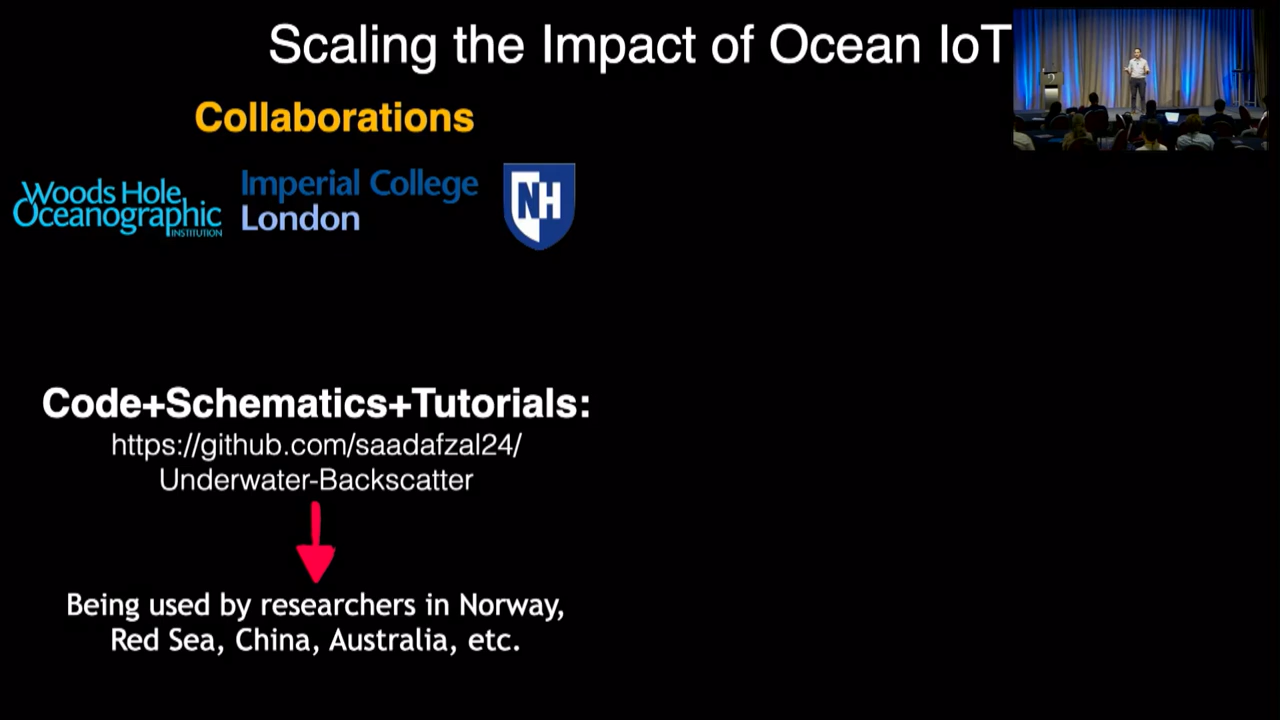 Scaling the Impact of Ocean IoT
Collaborations
Woods Hole
Oceanographic
INSTITUTION
Imperial College
London
NH
Code+Schematics+Tutorials:
https://github.com/saadafzal24/
Underwater-Backscatter
Being used by researchers in Norway,
Red Sea, China, Australia, etc.